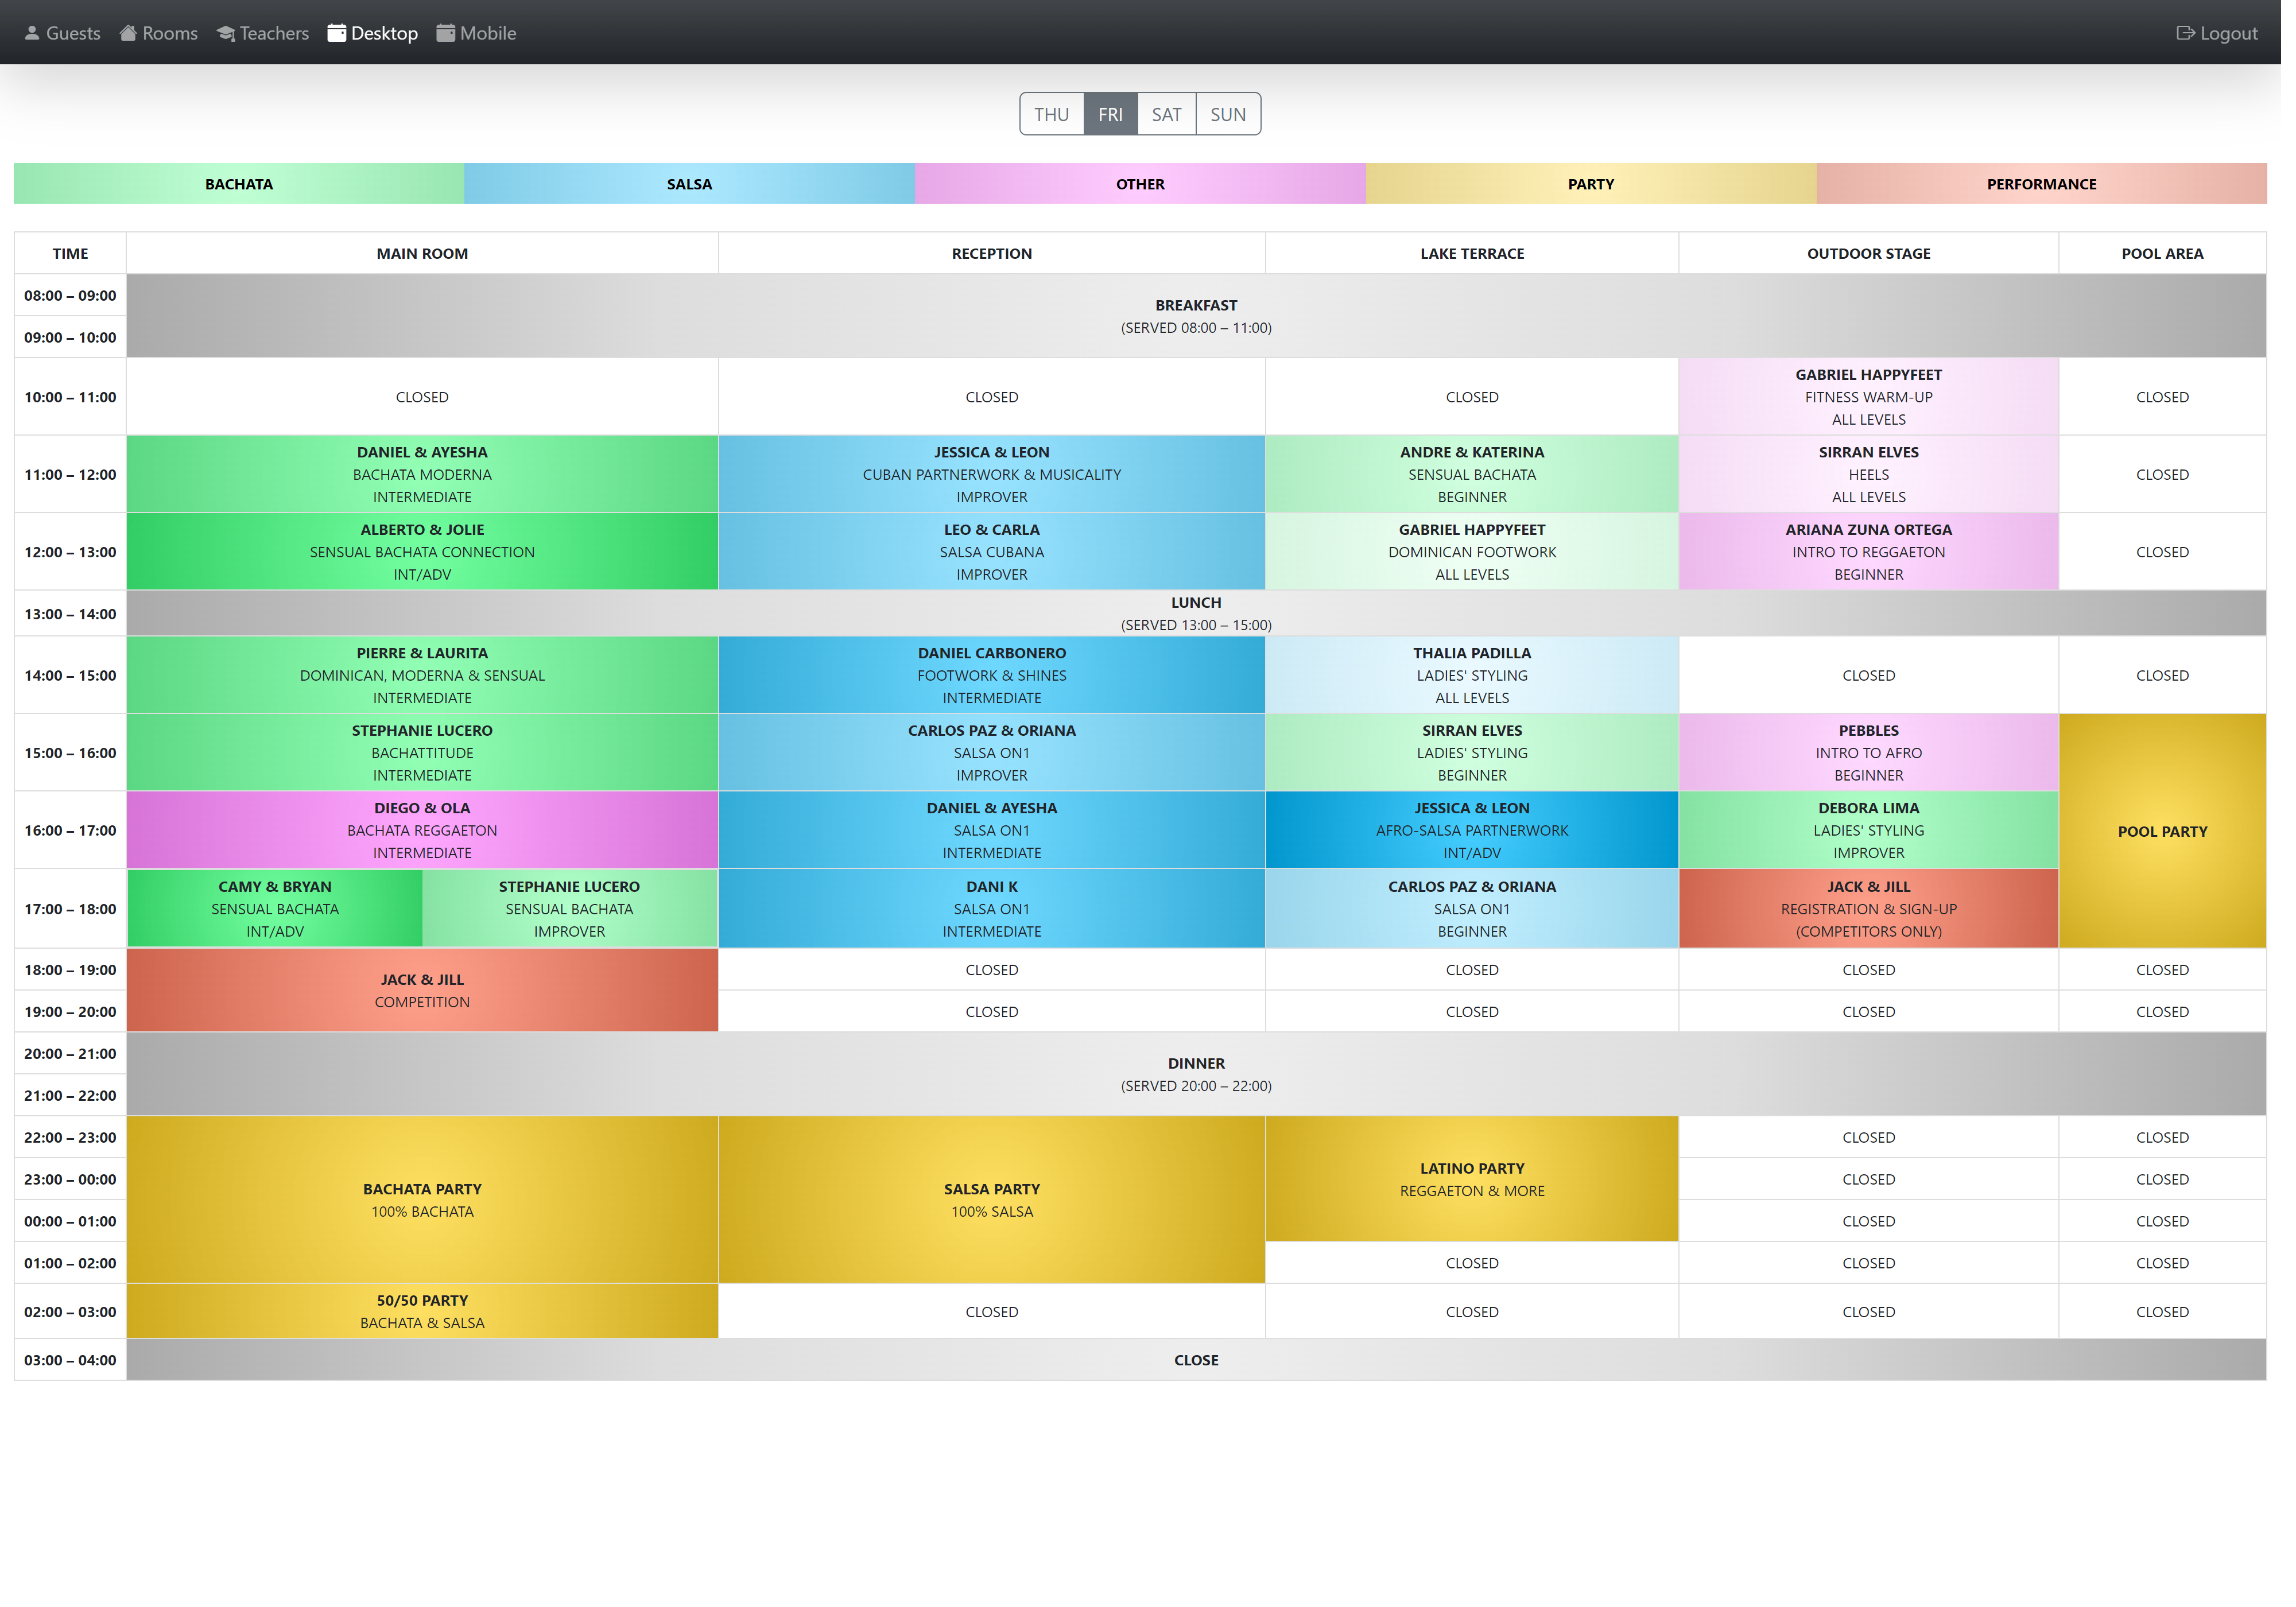 Guests Rooms Teachers Desktop Mobile Logout
THU FRI SAT SUN
BACHATA SALSA OTHER PARTY PERFORMANCE
TIME MAIN ROOM RECEPTION LAKE TERRACE OUTDOOR STAGE POOL AREA
08:00 – 09:00
BREAKFAST
(SERVED 08:00 – 11:00)
09:00 – 10:00
10:00 – 11:00
CLOSED
CLOSED
CLOSED
GABRIEL HAPPYFEET
FITNESS WARM-UP
ALL LEVELS
CLOSED
11:00 – 12:00
DANIEL & AYESHA
BACHATA MODERNA
INTERMEDIATE
JESSICA & LEON
CUBAN PARTNERWORK & MUSICALITY
IMPROVER
ANDRE & KATERINA
SENSUAL BACHATA
BEGINNER
SIRRAN ELVES
HEELS
ALL LEVELS
CLOSED
12:00 – 13:00
ALBERTO & JOLIE
SENSUAL BACHATA CONNECTION
INT/ADV
LEO & CARLA
SALSA CUBANA
IMPROVER
GABRIEL HAPPYFEET
DOMINICAN FOOTWORK
ALL LEVELS
ARIANA ZUNA ORTEGA
INTRO TO REGGAETON
BEGINNER
CLOSED
13:00 – 14:00
LUNCH
(SERVED 13:00 – 15:00)
14:00 – 15:00
PIERRE & LAURITA
DOMINICAN, MODERNA & SENSUAL
INTERMEDIATE
DANIEL CARBONERO
FOOTWORK & SHINES
INTERMEDIATE
THALIA PADILLA
LADIES' STYLING
ALL LEVELS
CLOSED
CLOSED
15:00 – 16:00
STEPHANIE LUCERO
BACHATTITUDE
INTERMEDIATE
CARLOS PAZ & ORIANA
SALSA ON1
IMPROVER
SIRRAN ELVES
LADIES' STYLING
BEGINNER
PEBBLES
INTRO TO AFRO
BEGINNER
POOL PARTY
16:00 – 17:00
DIEGO & OLA
BACHATA REGGAETON
INTERMEDIATE
DANIEL & AYESHA
SALSA ON1
INTERMEDIATE
JESSICA & LEON
AFRO-SALSA PARTNERWORK
INT/ADV
DEBORA LIMA
LADIES' STYLING
IMPROVER
17:00 – 18:00
CAMY & BRYAN
SENSUAL BACHATA
INT/ADV
STEPHANIE LUCERO
SENSUAL BACHATA
IMPROVER
DANI K
SALSA ON1
INTERMEDIATE
CARLOS PAZ & ORIANA
SALSA ON1
BEGINNER
JACK & JILL
REGISTRATION & SIGN-UP
(COMPETITORS ONLY)
18:00 – 19:00
JACK & JILL
COMPETITION
CLOSED
CLOSED
CLOSED
CLOSED
19:00 – 20:00
CLOSED
CLOSED
CLOSED
CLOSED
20:00 – 21:00
DINNER
(SERVED 20:00 – 22:00)
21:00 – 22:00
22:00 – 23:00
BACHATA PARTY
100% BACHATA
SALSA PARTY
100% SALSA
LATINO PARTY
REGGAETON & MORE
CLOSED
CLOSED
23:00 – 00:00
CLOSED
CLOSED
00:00 – 01:00
CLOSED
CLOSED
01:00 – 02:00
CLOSED
CLOSED
CLOSED
02:00 – 03:00
50/50 PARTY
BACHATA & SALSA
CLOSED
CLOSED
CLOSED
CLOSED
03:00 – 04:00
CLOSE